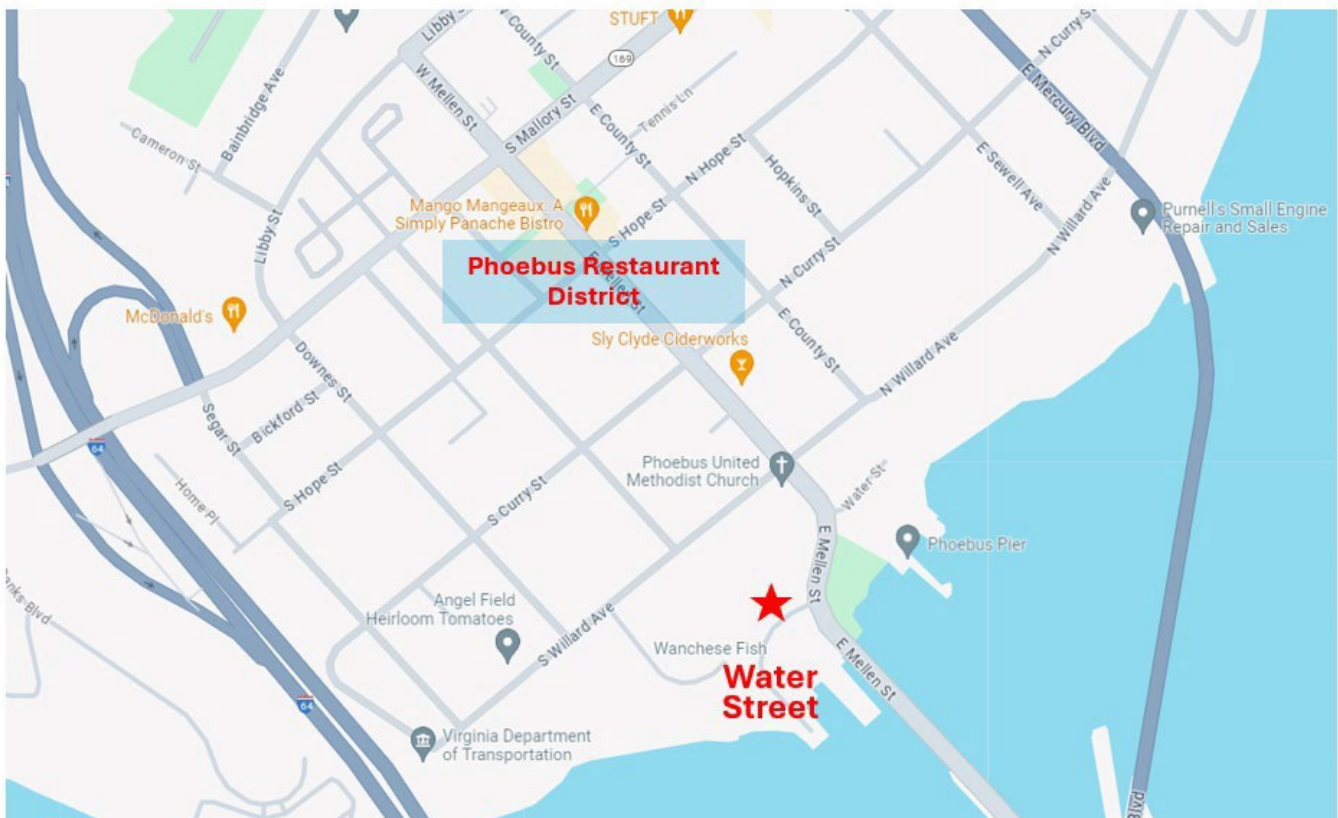 STUFT
Libby S
W County St
N Curry St
169
Bainbridge Ave
W Mellen St
S Mallory St
E County St
Tennis Ln
E Mercury Blvd
Cameron St
N Hope St
Hopkins St
E Sewell Ave
N Willard Ave
Libby St
Mango Mangeaux: A
Simply Panache Bistro
S Hope St
Purnell's Small Engine
Repair and Sales
N Curry St
Phoebus Restaurant
District
E Mellen St
McDonald's
Sly Clyde Ciderworks
E County St
N Willard Ave
Downes St
Bickford St
Segar St
64
Phoebus United
Methodist Church
Water St
S Hope St
S Curry St
Home Pl
E Mellen St
Phoebus Pier
Angel Field
Heirloom Tomatoes
S Willard Ave
Wanchese Fish
E Mellen St
Water
Street
64
Virginia Department
of Transportation
Blvd